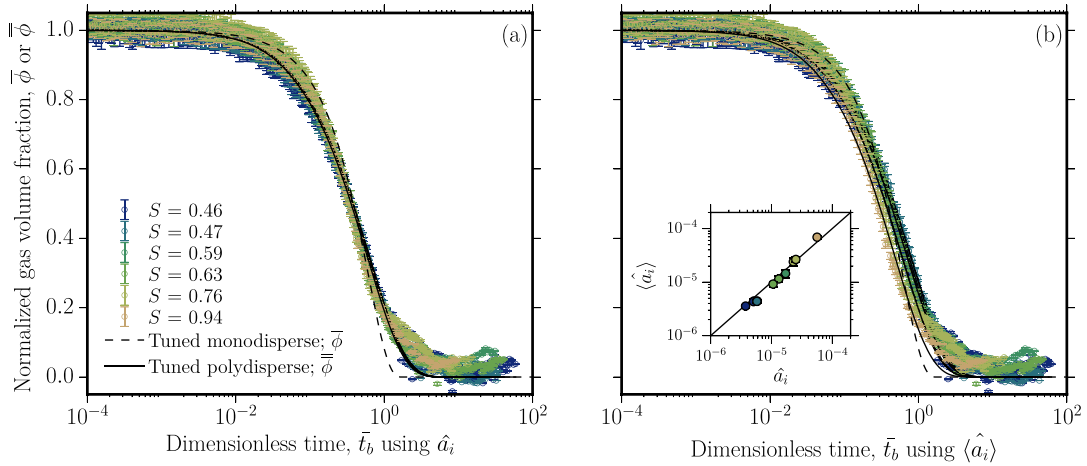 (a)
Normalized gas volume fraction, $\overline{\phi}$ or $\overline{\overline{\phi}}$
1.0
0.8
0.6
0.4
0.2
0.0
S = 0.46
S = 0.47
S = 0.59
S = 0.63
S = 0.76
S = 0.94
Tuned monodisperse; $\overline{\phi}$
Tuned polydisperse; $\overline{\overline{\phi}}$
$10^{-4}$ $10^{-2}$ $10^{0}$ $10^{2}$
Dimensionless time, $\bar{t}_b$ using $\hat{a}_i$
(b)
$\langle\hat{a}_i\rangle$
$10^{-4}$
$10^{-5}$
$10^{-6}$
$10^{-6}$ $10^{-5}$ $10^{-4}$
$\hat{a}_i$
$10^{-4}$ $10^{-2}$ $10^{0}$ $10^{2}$
Dimensionless time, $\bar{t}_b$ using $\langle\hat{a}_i\rangle$